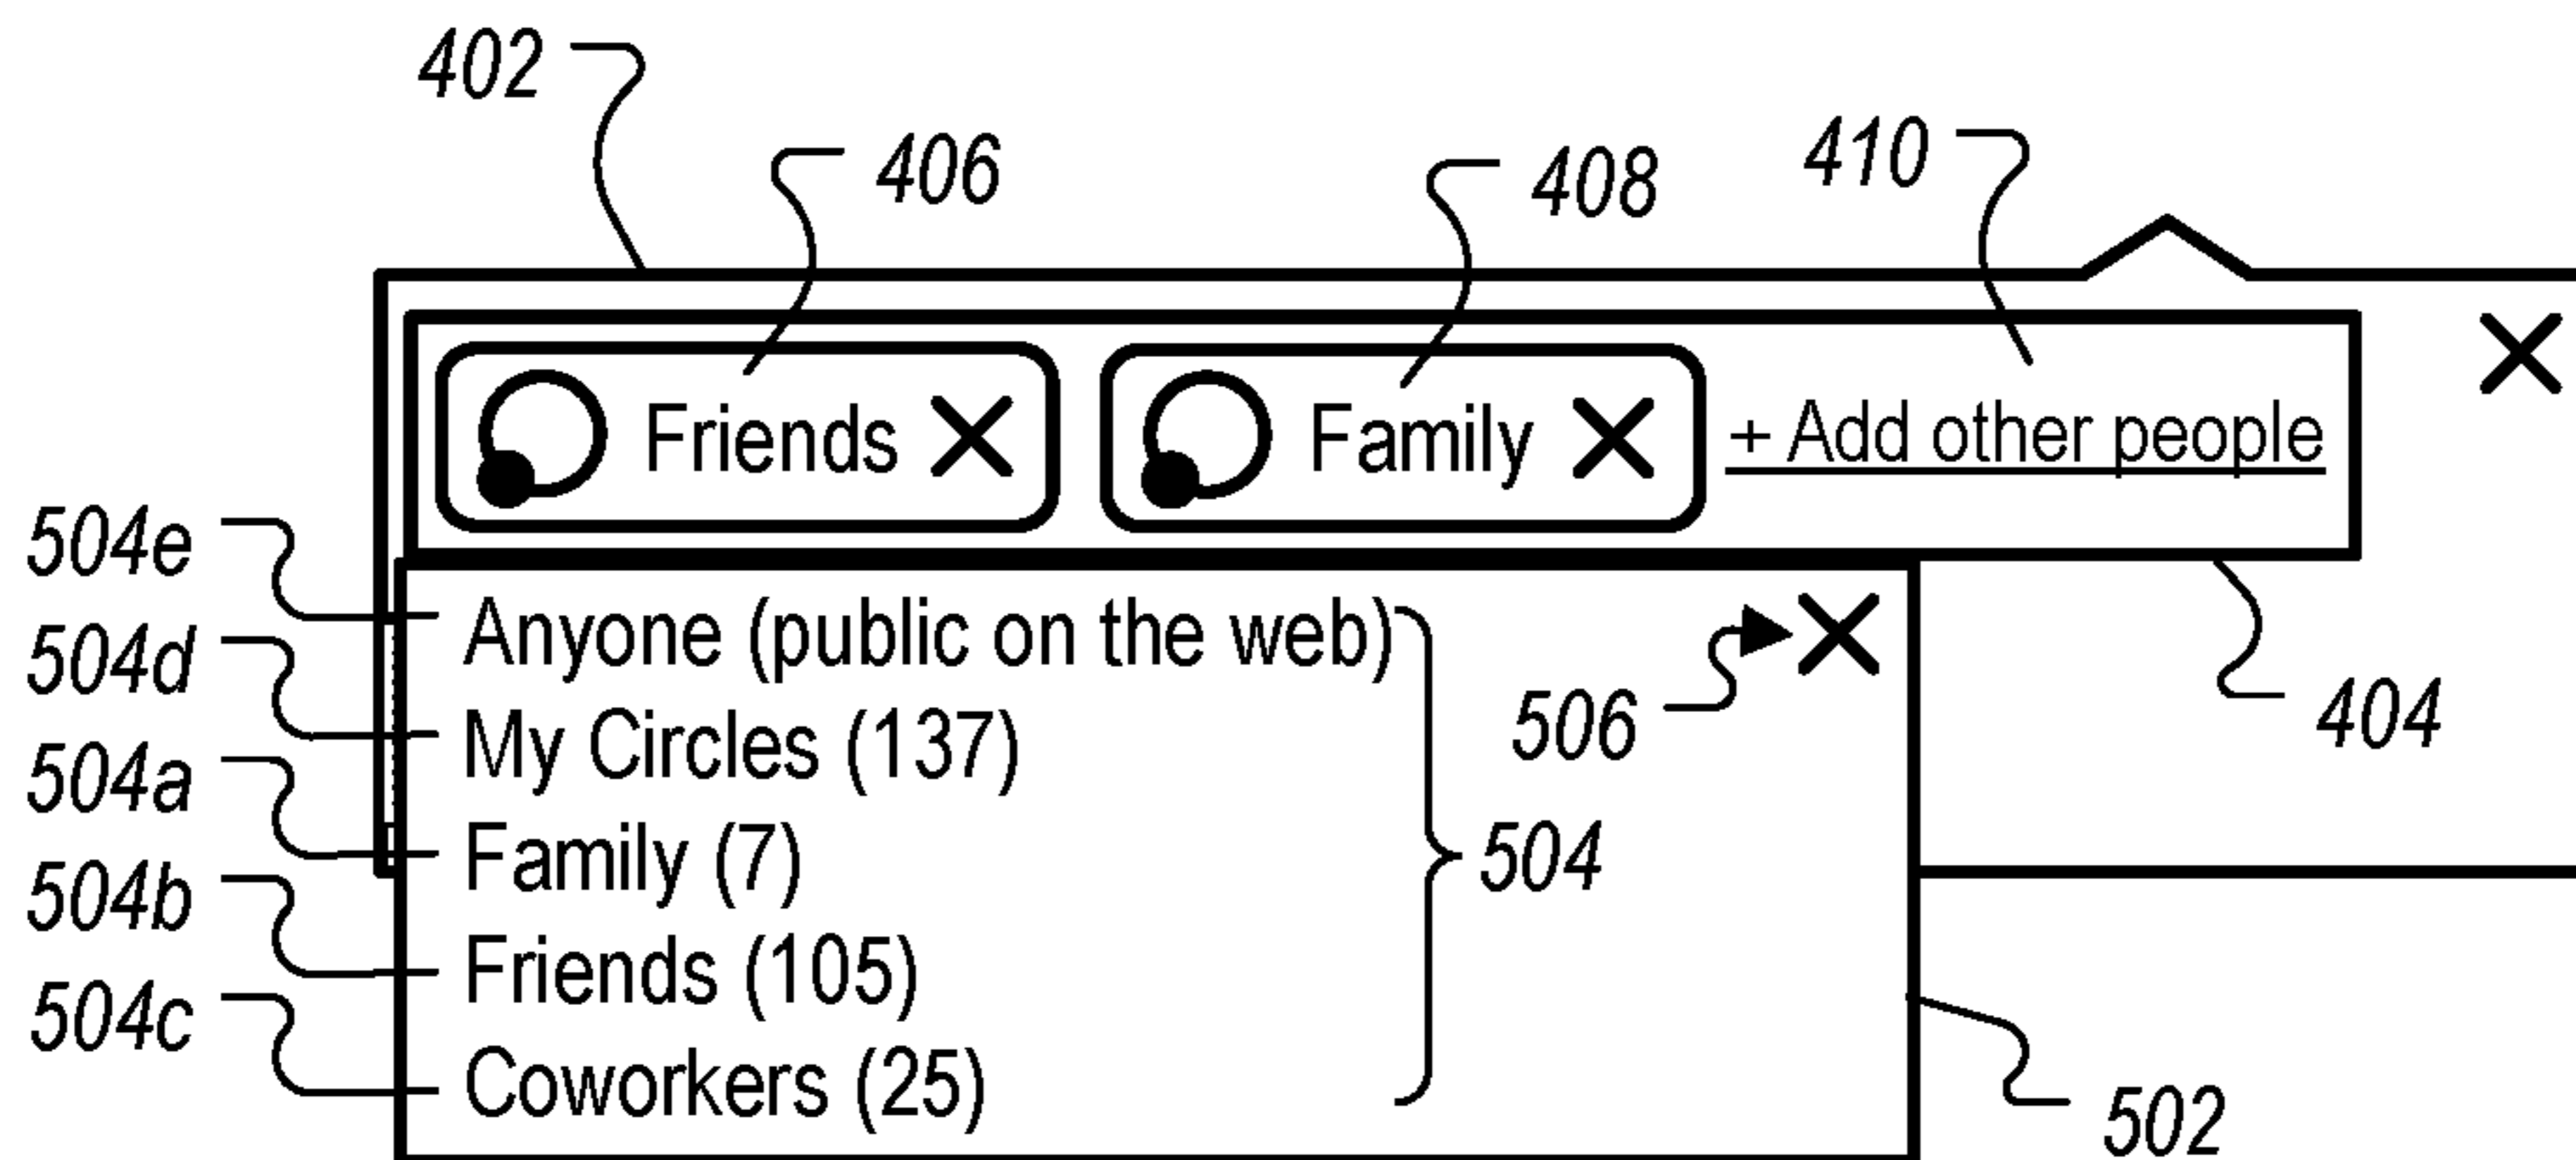 402
406
408
410
Friends
Family
+ Add other people
504e
Anyone (public on the web)
504d
My Circles (137)
506
404
504a
Family (7)
504
504b
Friends (105)
504c
Coworkers (25)
502